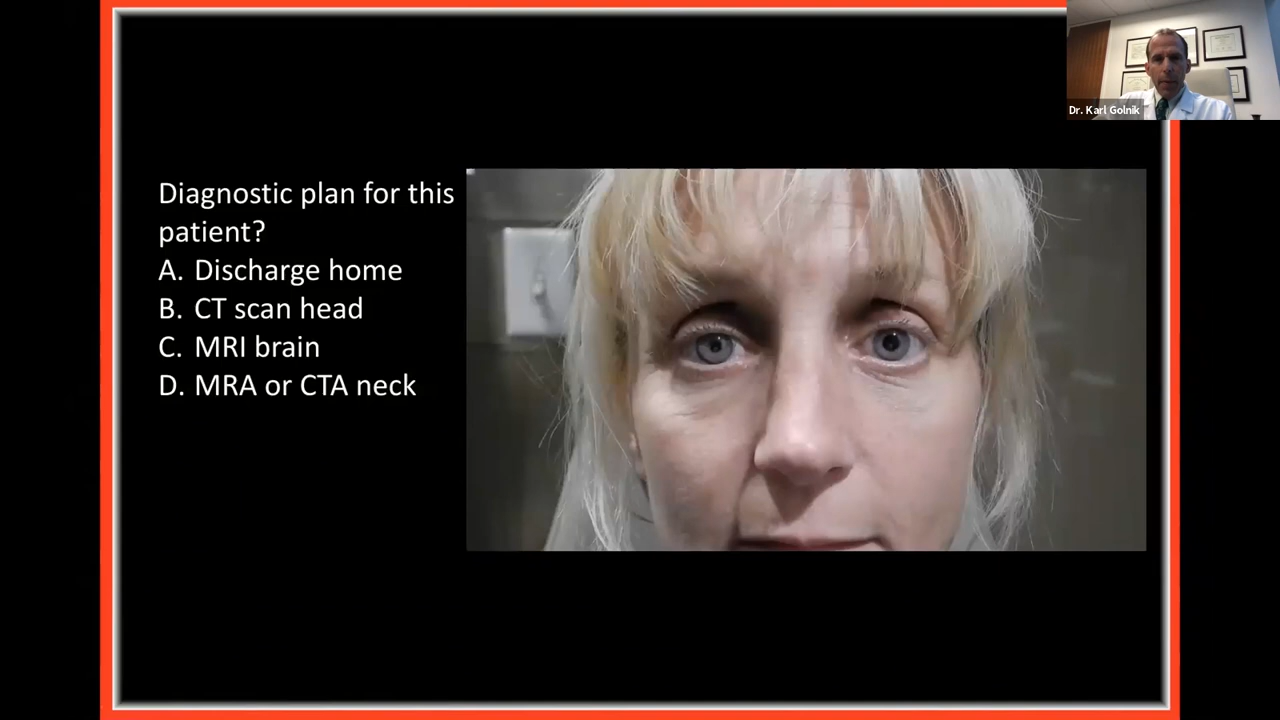 Dr. Karl Golnik
Diagnostic plan for this
patient?
A. Discharge home
B. CT scan head
C. MRI brain
D. MRA or CTA neck